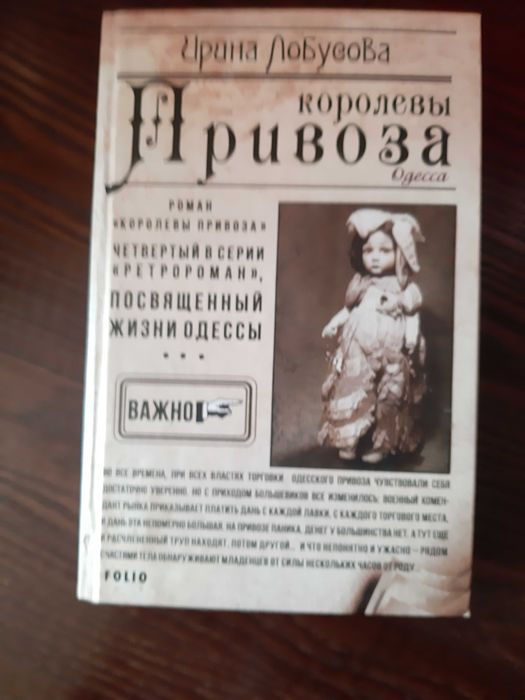 Ирина Лобусова
королевы
Привоза
Одесса
РОМАН
«КОРОЛЕВЫ ПРИВОЗА»
ЧЕТВЕРТЫЙ В СЕРИИ
«РЕТРОРОМАН»,
ПОСВЯЩЕННЫЙ
ЖИЗНИ ОДЕССЫ
ВАЖНО
ВО ВСЕ ВРЕМЕНА, ПРИ ВСЕХ ВЛАСТЯХ ТОРГОВКИ ОДЕССКОГО ПРИВОЗА ЧУВСТВОВАЛИ СЕБЯ
ДОСТАТОЧНО УВЕРЕННО. НО С ПРИХОДОМ БОЛЬШЕВИКОВ ВСЕ ИЗМЕНИЛОСЬ: ВОЕННЫЙ КОМЕН-
ДАНТ РЫНКА ПРИКАЗЫВАЕТ ПЛАТИТЬ ДАНЬ С КАЖДОЙ ЛАВКИ, С КАЖДОГО ТОРГОВОГО МЕСТА,
И ДАНЬ ЭТА НЕПОМЕРНО БОЛЬШАЯ. НА ПРИВОЗЕ ПАНИКА, ДЕНЕГ У БОЛЬШИНСТВА НЕТ. А ТУТ ЕЩЕ
И РАСЧЛЕНЕННЫЙ ТРУП НАХОДЯТ, ПОТОМ ДРУГОЙ... И ЧТО НЕПОНЯТНО И УЖАСНО – РЯДОМ
С ЧАСТЯМИ ТЕЛА ОБНАРУЖИВАЮТ МЛАДЕНЦЕВ ОТ СИЛЫ НЕСКОЛЬКИХ ЧАСОВ ОТ РОДУ...
FOLIO